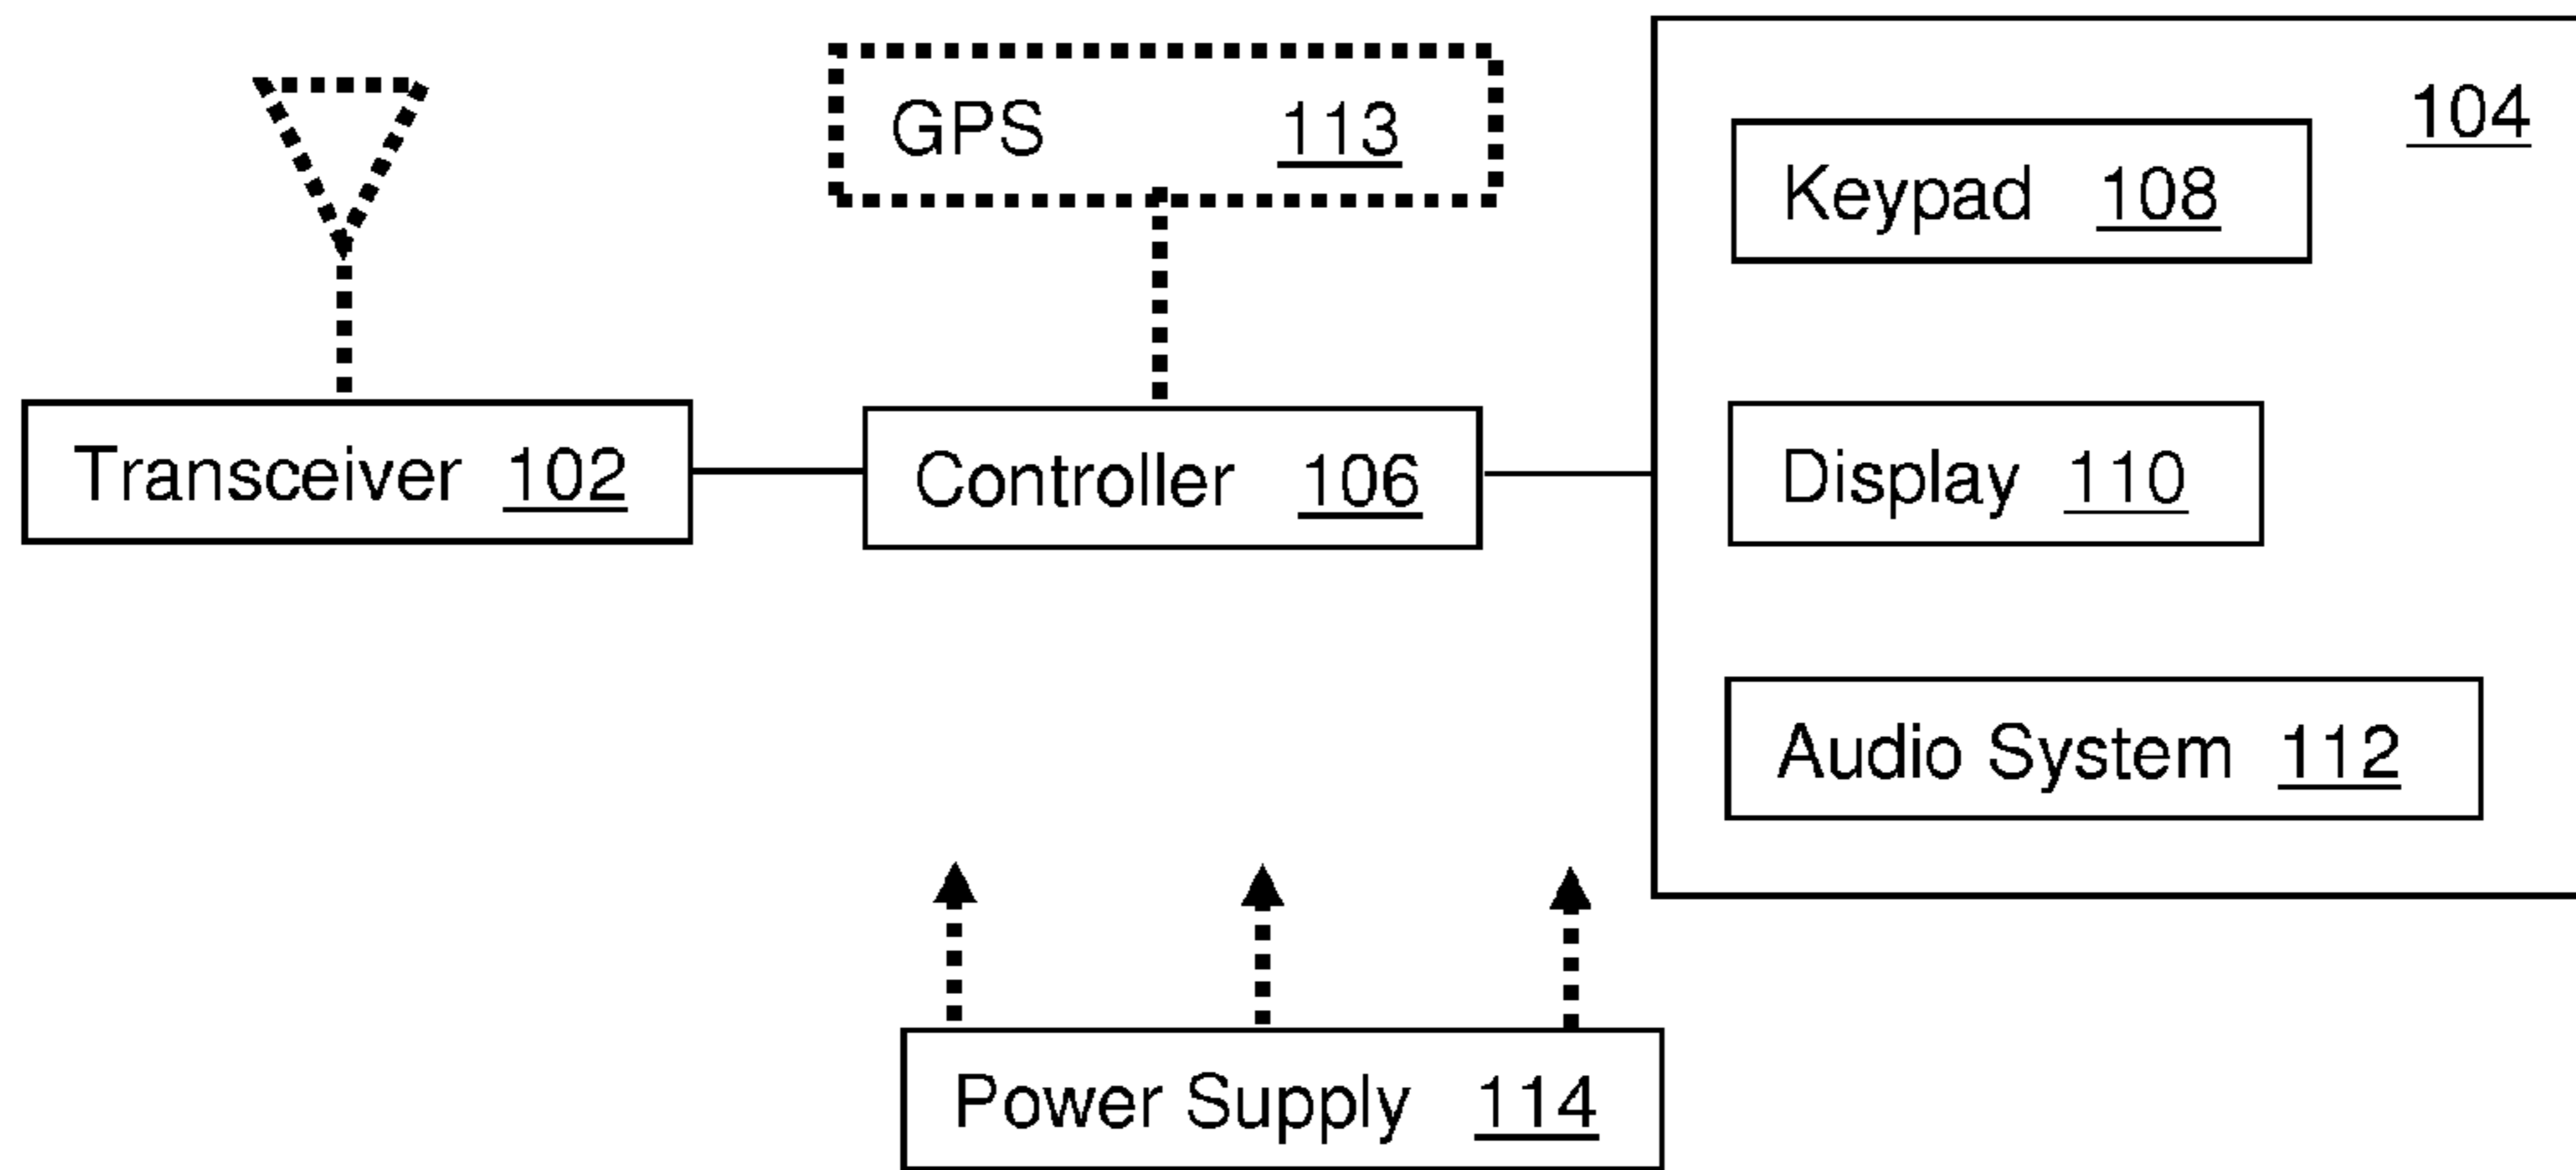 GPS 113
104
Keypad 108
Transceiver 102
Controller 106
Display 110
Audio System 112
Power Supply 114